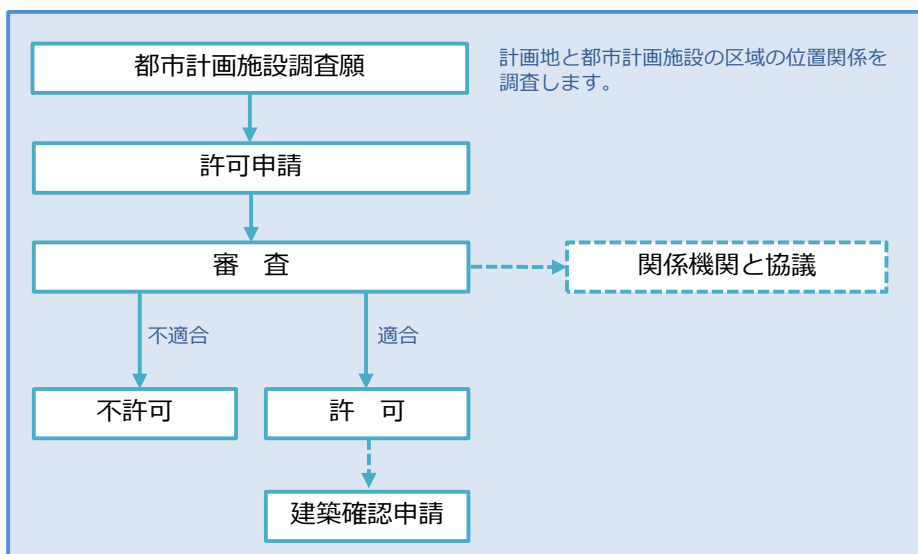 都市計画施設調査願
計画地と都市計画施設の区域の位置関係を
調査します。
許可申請
審　査
関係機関と協議
不適合
適合
不許可
許　可
建築確認申請